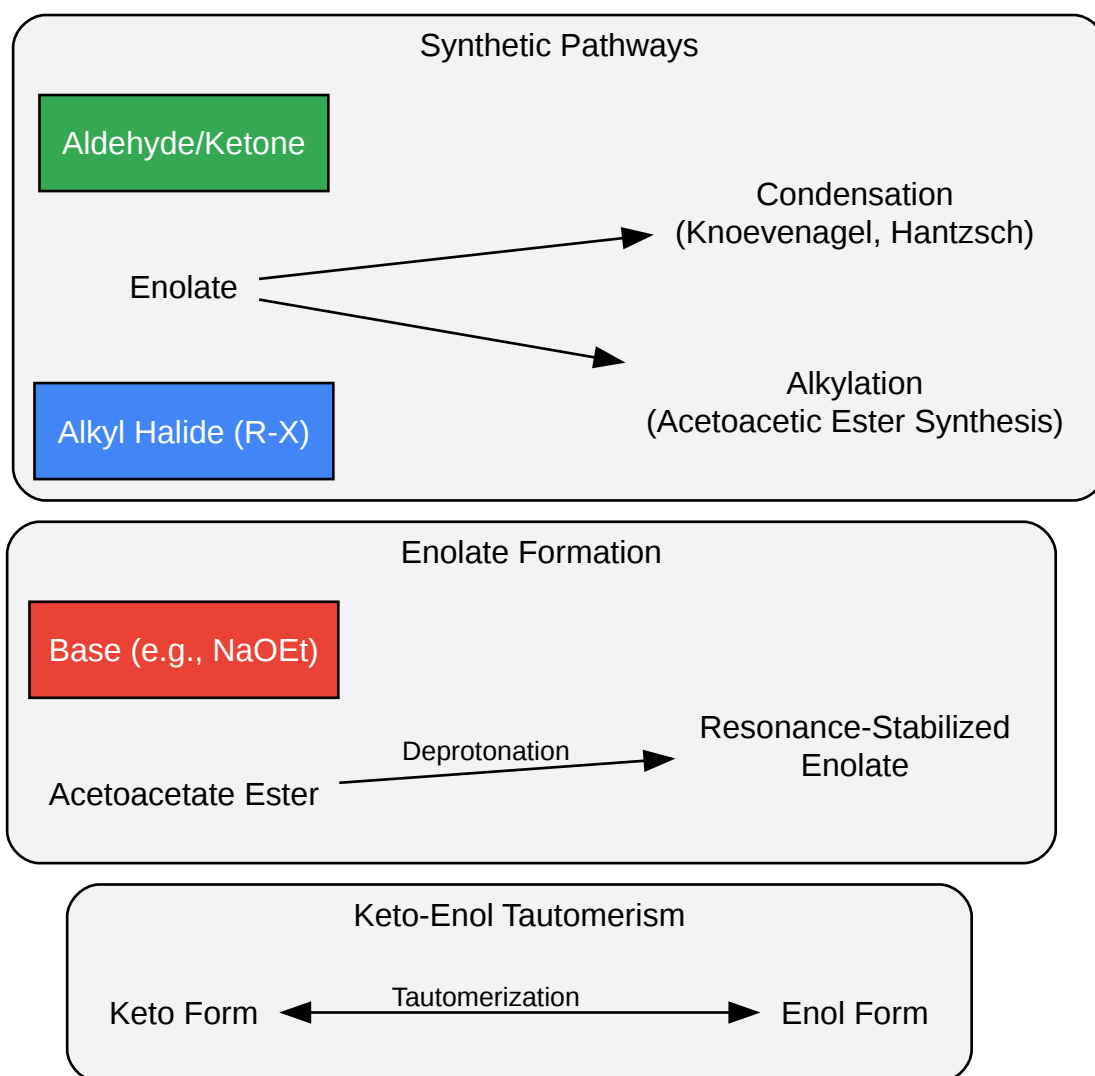 Synthetic Pathways
Aldehyde/Ketone
Condensation
(Knoevenagel, Hantzsch)
Enolate
Alkylation
(Acetoacetic Ester Synthesis)
Alkyl Halide (R-X)
Enolate Formation
Base (e.g., NaOEt)
Resonance-Stabilized
Enolate
Deprotonation
Acetoacetate Ester
Keto-Enol Tautomerism
Keto Form
Tautomerization
Enol Form